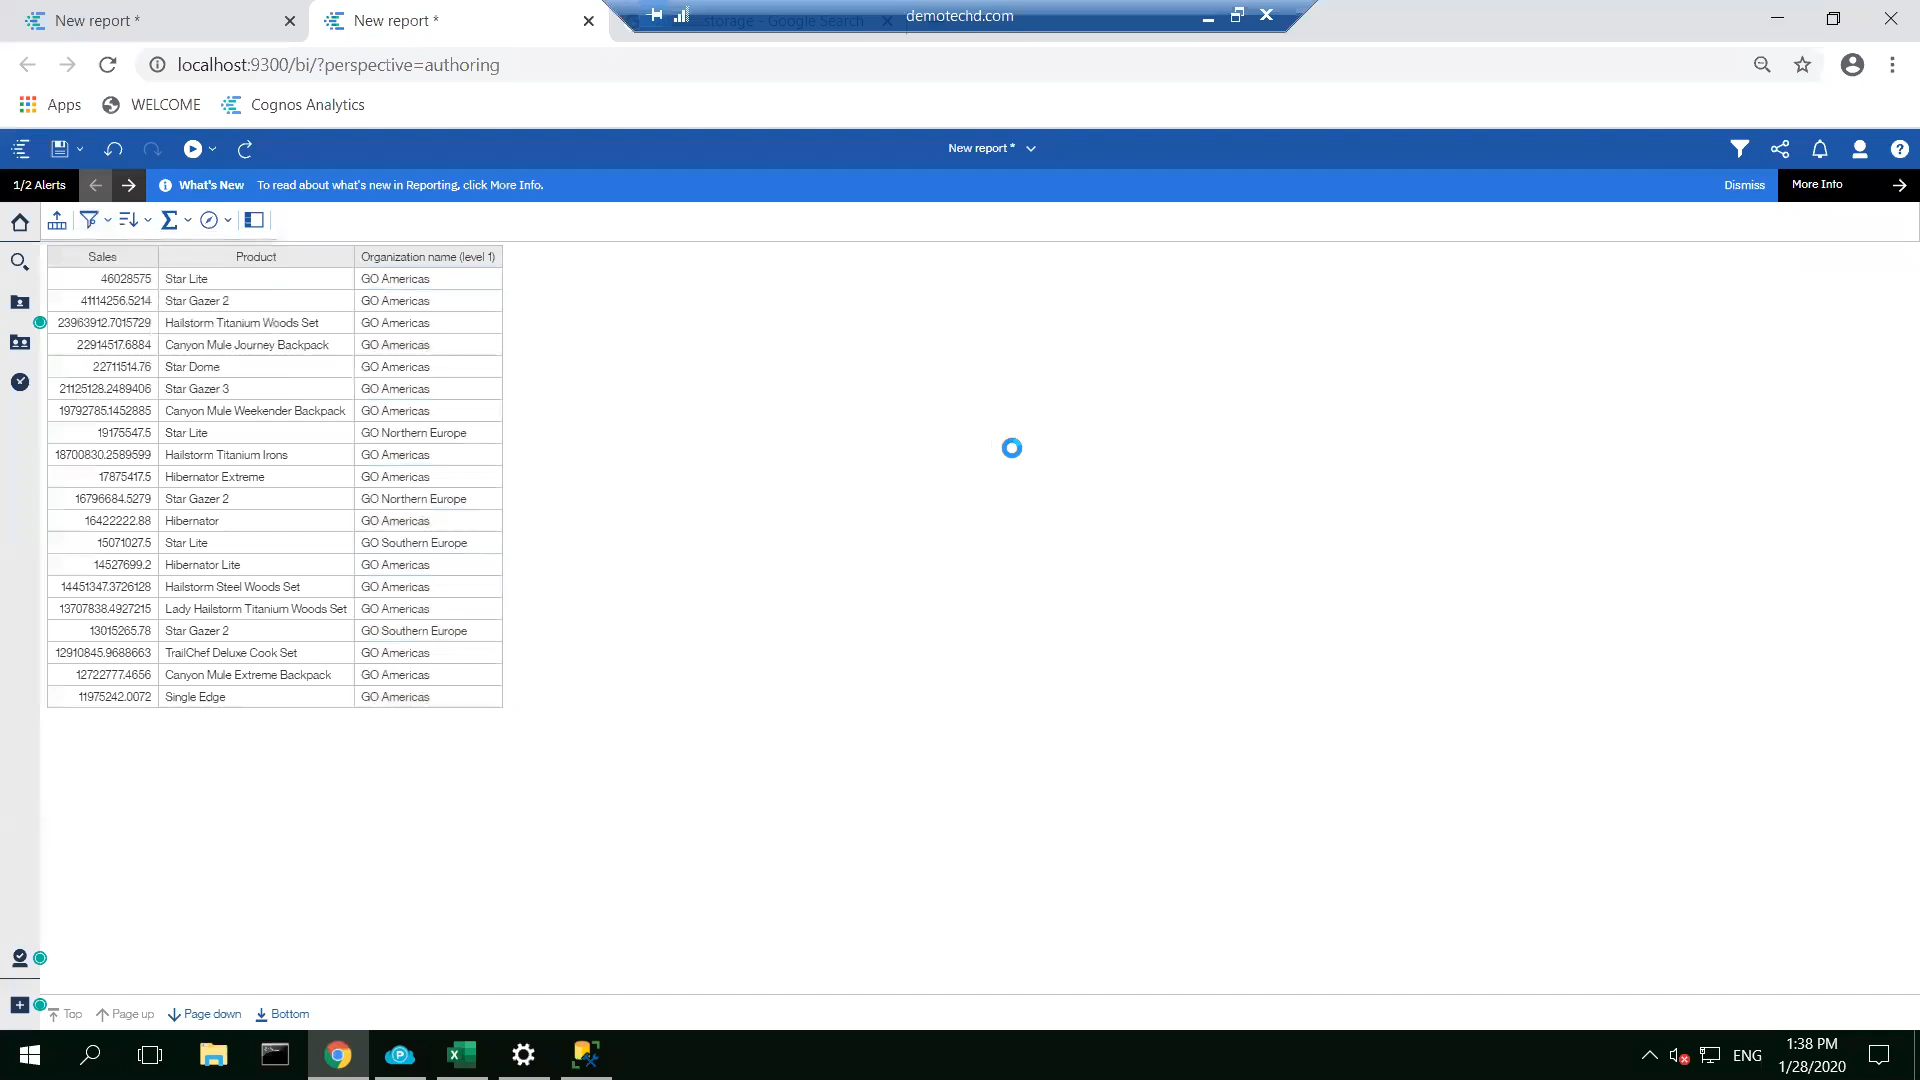 New report *
New report *
storage - Google Search
demotechd.com
localhost:9300/bi/?perspective=authoring
Apps
WELCOME
Cognos Analytics
New report *
1/2 Alerts
What's New To read about what's new in Reporting, click More Info.
Dismiss
More Info
Sales Product Organization name (level 1)
46028575 Star Lite GO Americas
41114256.5214 Star Gazer 2 GO Americas
23963912.7015729 Hailstorm Titanium Woods Set GO Americas
22914517.6884 Canyon Mule Journey Backpack GO Americas
22711514.76 Star Dome GO Americas
21125128.2489406 Star Gazer 3 GO Americas
19792785.1452885 Canyon Mule Weekender Backpack GO Americas
19175547.5 Star Lite GO Northern Europe
18700830.2589599 Hailstorm Titanium Irons GO Americas
17875417.5 Hibernator Extreme GO Americas
16796684.5279 Star Gazer 2 GO Northern Europe
16422222.88 Hibernator GO Americas
15071027.5 Star Lite GO Southern Europe
14527699.2 Hibernator Lite GO Americas
14451347.3726128 Hailstorm Steel Woods Set GO Americas
13707838.4927215 Lady Hailstorm Titanium Woods Set GO Americas
13015265.78 Star Gazer 2 GO Southern Europe
12910845.9688663 TrailChef Deluxe Cook Set GO Americas
12722777.4656 Canyon Mule Extreme Backpack GO Americas
11975242.0072 Single Edge GO Americas
Top Page up Page down Bottom
ENG
1:38 PM
1/28/2020